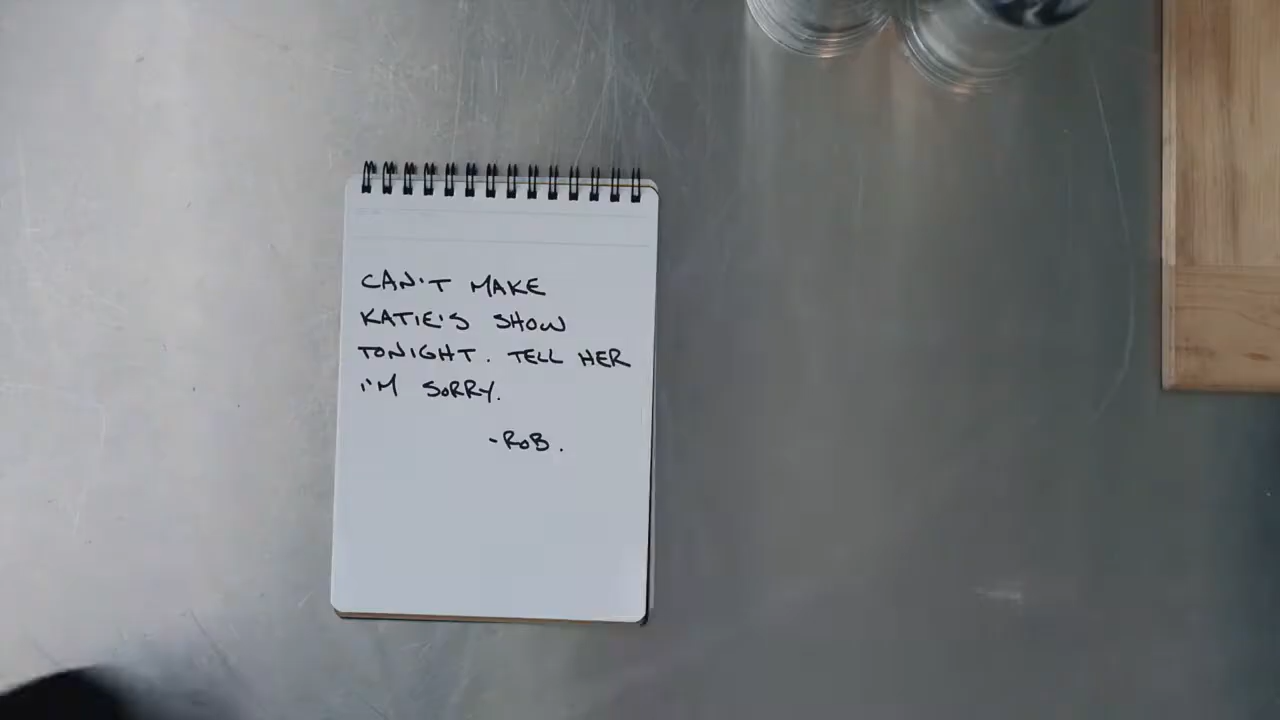 CAN'T MAKE
KATIE'S SHOW
TONIGHT. TELL HER
I'M SORRY.
-ROB.